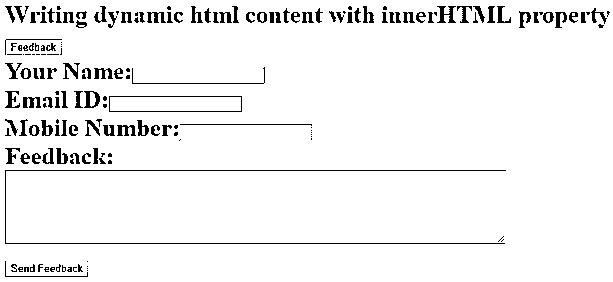 Writing dynamic html content with innerHTML property
Feedback
Your Name:
Email ID:
Mobile Number:
Feedback:
Send Feedback